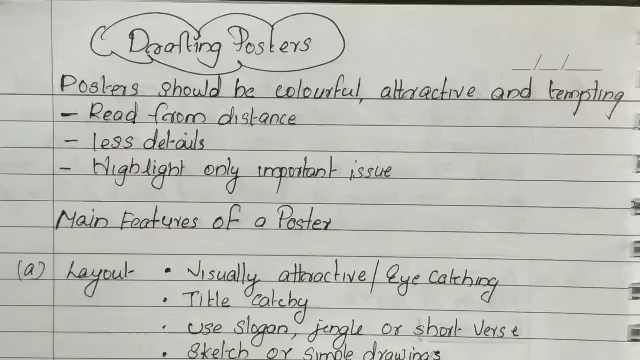 Drafting Posters
__/__/__
Posters should be colourful, attractive and tempting
- Read from distance
- Less details
- Highlight only important issue
Main Features of a Poster
(a) Layout • Visually attractive/Eye catching
• Title catchy
• Use slogan, jingle or short verse
• Sketch or simple drawings